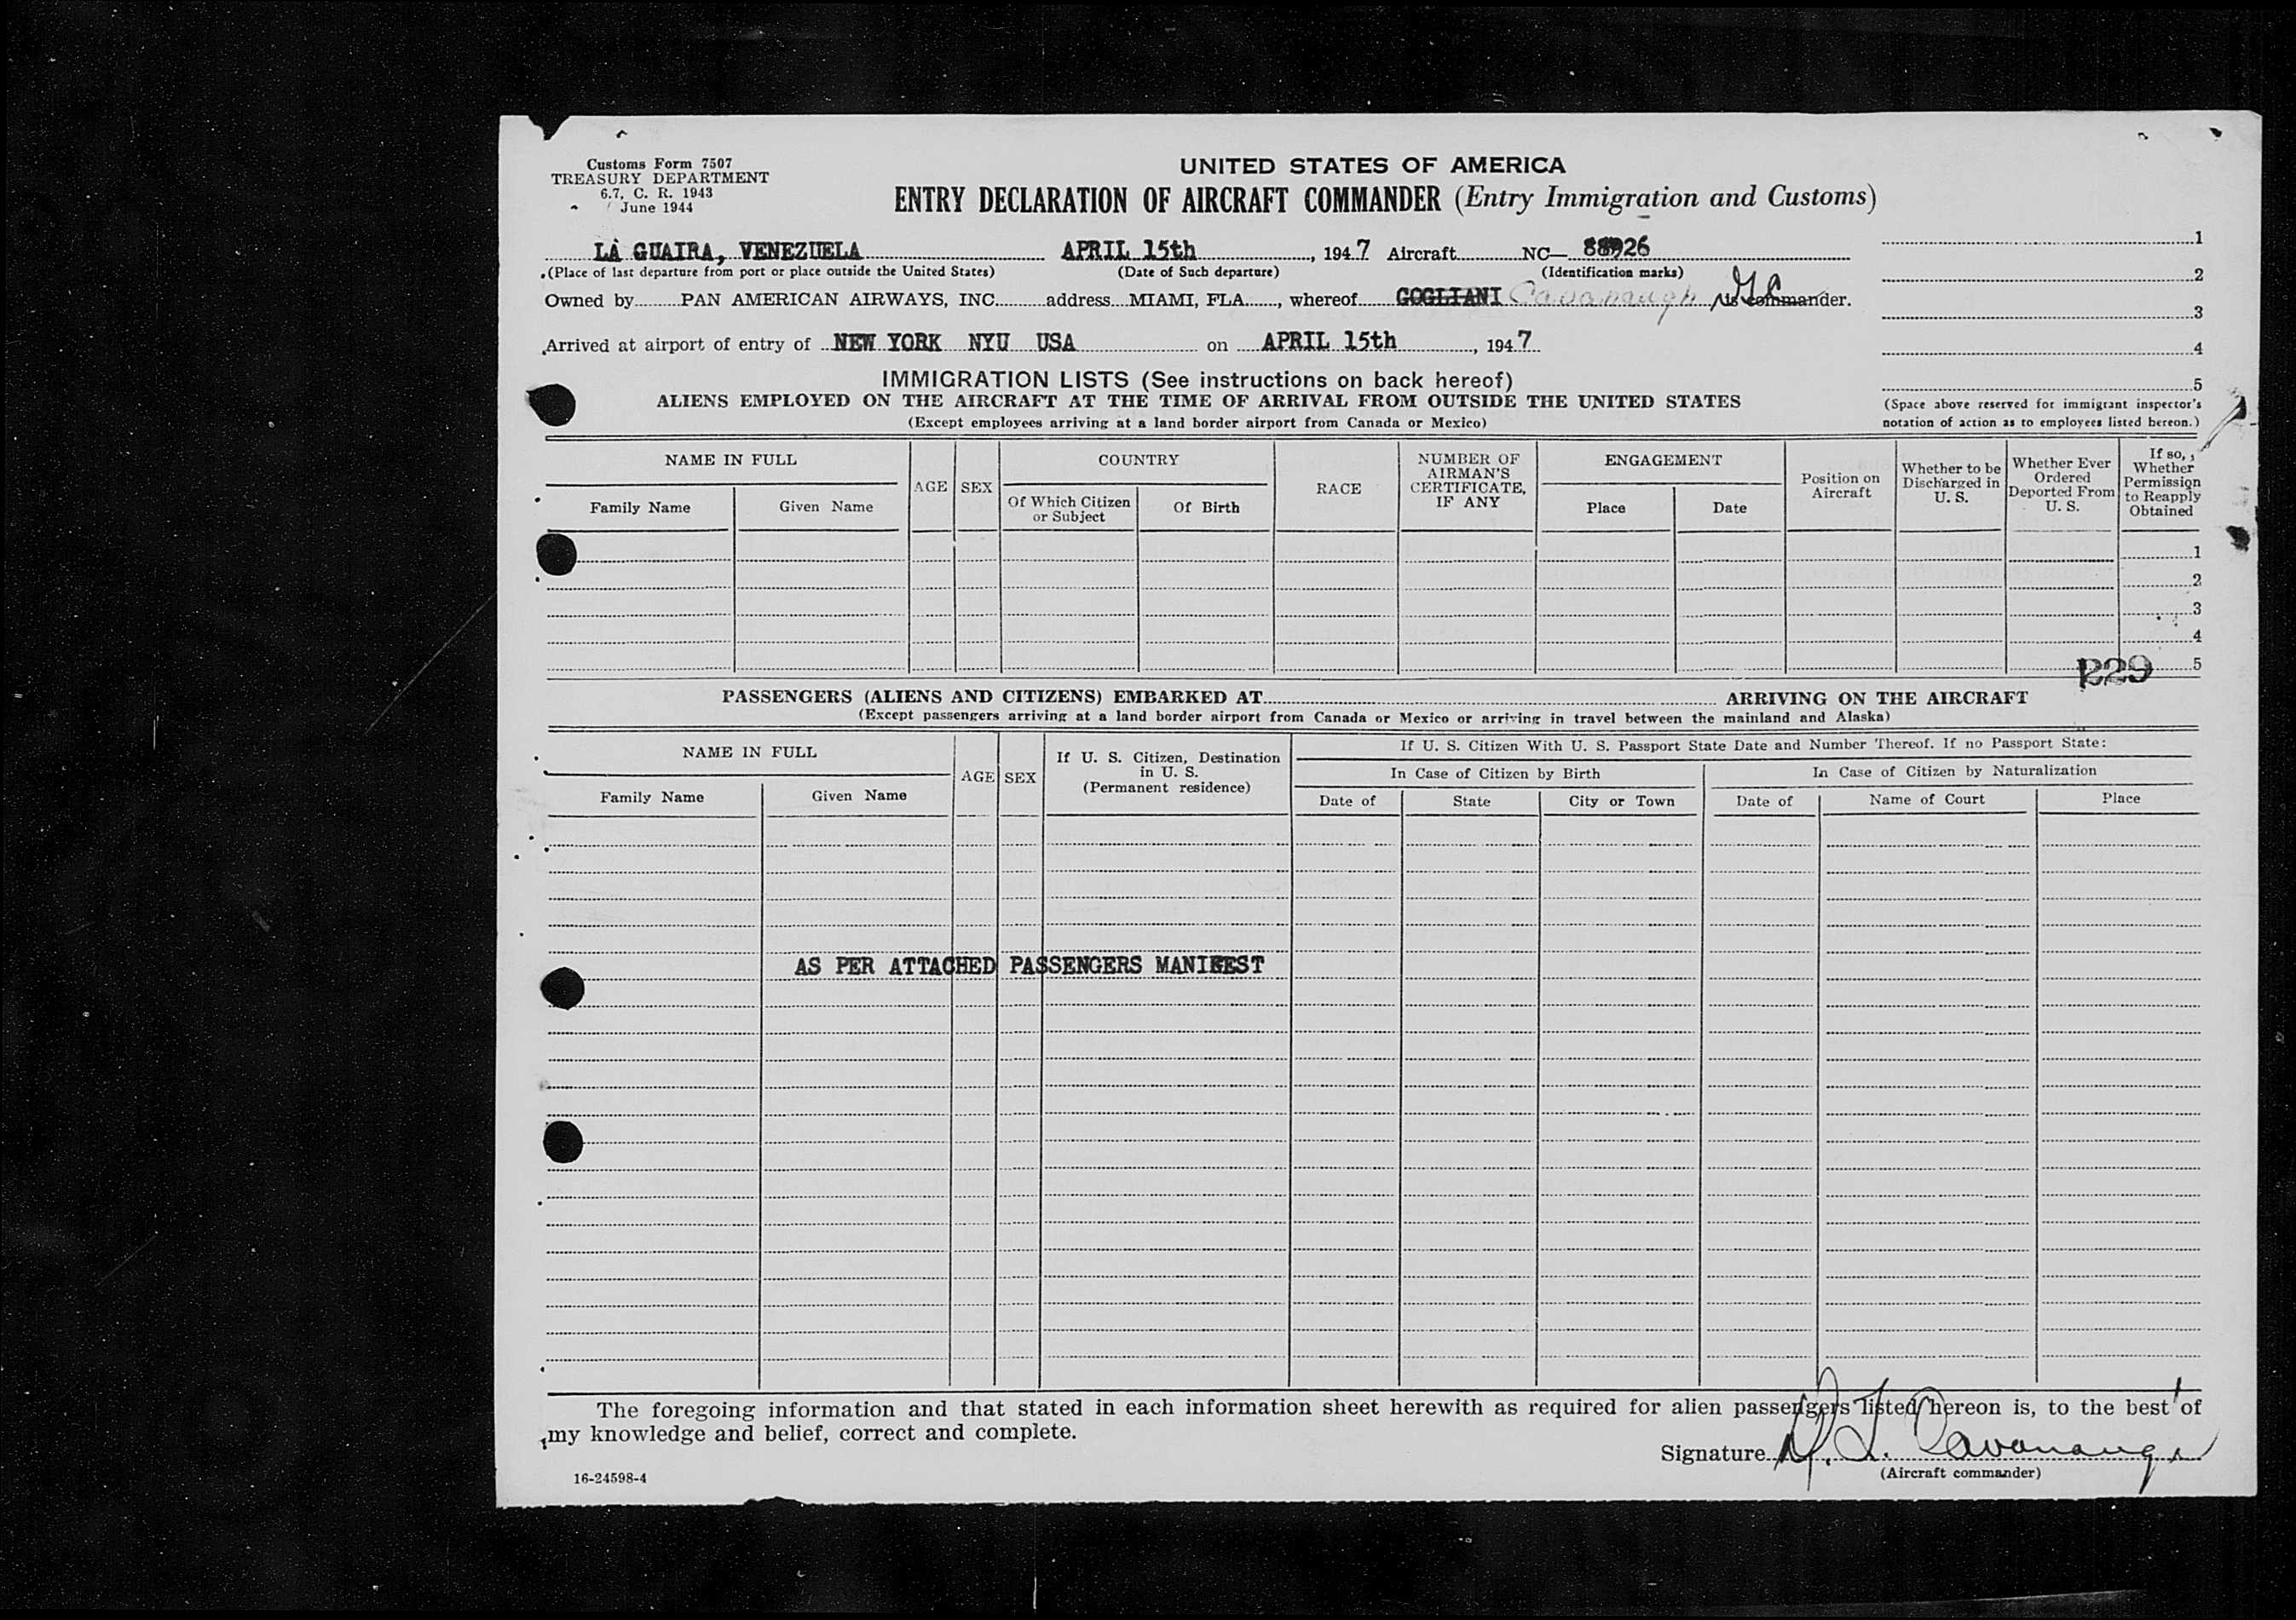 Customs Form 7507
TREASURY DEPARTMENT
6.7, C. R. 1943
June 1944
UNITED STATES OF AMERICA
ENTRY DECLARATION OF AIRCRAFT COMMANDER (Entry Immigration and Customs)
LA GUAIRA, VENEZUELA APRIL 15th, 1947 Aircraft NC— 88926
(Place of last departure from port or place outside the United States) (Date of Such departure) (Identification marks)
Owned by PAN AMERICAN AIRWAYS, INC. address MIAMI, FLA., whereof GOGLIANI Cavanaugh is commander.
Arrived at airport of entry of NEW YORK NYU USA on APRIL 15th, 1947
1
2
3
4
5
(Space above reserved for immigrant inspector's
notation of action as to employees listed hereon.)
IMMIGRATION LISTS (See instructions on back hereof)
ALIENS EMPLOYED ON THE AIRCRAFT AT THE TIME OF ARRIVAL FROM OUTSIDE THE UNITED STATES
(Except employees arriving at a land border airport from Canada or Mexico)
NAME IN FULL
Family Name Given Name
AGE SEX
COUNTRY
Of Which Citizen
or Subject
Of Birth
RACE
NUMBER OF
AIRMAN'S
CERTIFICATE,
IF ANY
ENGAGEMENT
Place Date
Position on
Aircraft
Whether to be
Discharged in
U. S.
Whether Ever
Ordered
Deported From
U. S.
If so,
Whether
Permission
to Reapply
Obtained
1
2
3
4
5
1229
PASSENGERS (ALIENS AND CITIZENS) EMBARKED AT ARRIVING ON THE AIRCRAFT
(Except passengers arriving at a land border airport from Canada or Mexico or arriving in travel between the mainland and Alaska)
NAME IN FULL
Family Name Given Name
AGE SEX
If U. S. Citizen, Destination
in U. S.
(Permanent residence)
If U. S. Citizen With U. S. Passport State Date and Number Thereof. If no Passport State:
In Case of Citizen by Birth In Case of Citizen by Naturalization
Date of State City or Town Date of Name of Court Place
AS PER ATTACHED PASSENGERS MANIFEST
The foregoing information and that stated in each information sheet herewith as required for alien passengers listed hereon is, to the best of
my knowledge and belief, correct and complete.
Signature Cavanaugh
(Aircraft commander)
16-24598-4